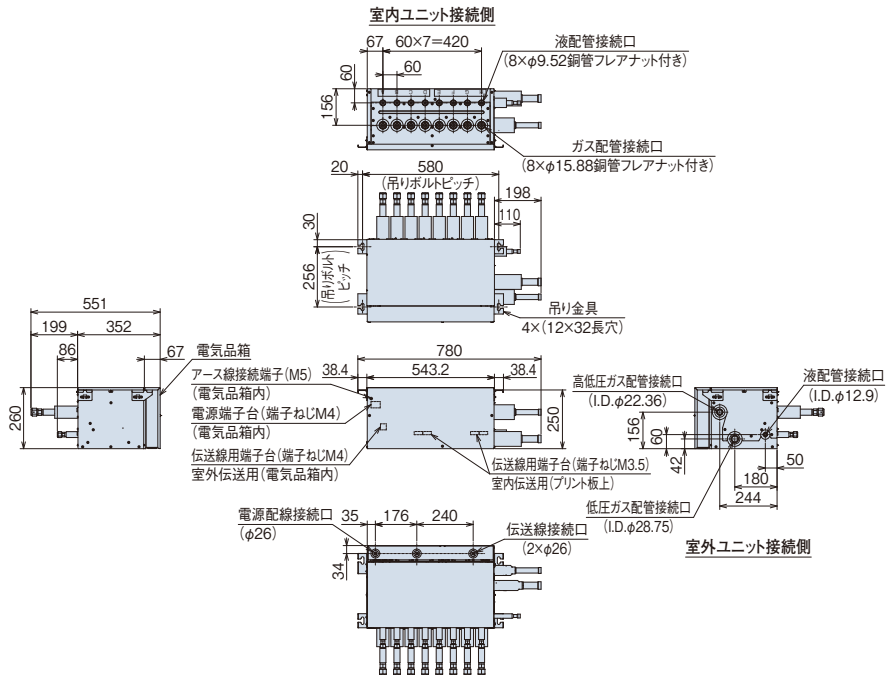 室内ユニット接続側
67
60×7=420
60
液配管接続口
(8×φ9.52銅管フレアナット付き)
60
156
ガス配管接続口
(8×φ15.88銅管フレアナット付き)
20
580
(吊りボルトピッチ)
198
110
30
256
(吊りボルト
ピッチ)
吊り金具
4×(12×32長穴)
551
199
352
86
67
電気品箱
260
アース線接続端子(M5)
(電気品箱内)
電源端子台(端子ねじM4)
(電気品箱内)
伝送線用端子台(端子ねじM4)
室外伝送用(電気品箱内)
780
38.4
543.2
38.4
250
伝送線用端子台(端子ねじM3.5)
室内伝送用(プリント板上)
高低圧ガス配管接続口
(I.D.φ22.36)
液配管接続口
(I.D.φ12.9)
156
60
42
50
180
244
低圧ガス配管接続口
(I.D.φ28.75)
室外ユニット接続側
電源配線接続口
(φ26)
35
176
240
伝送線接続口
(2×φ26)
34